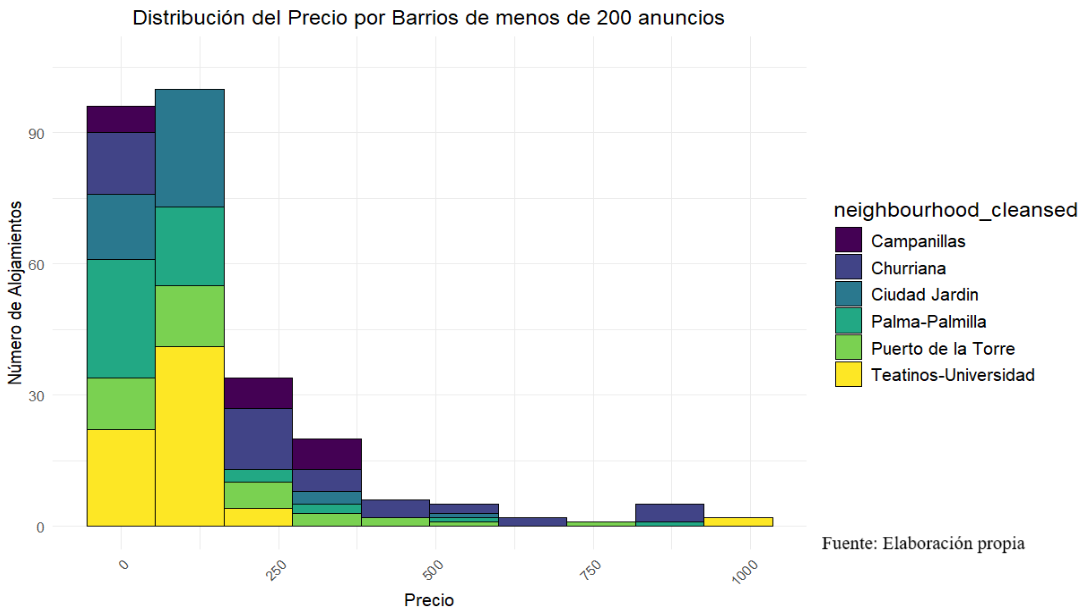 Distribución del Precio por Barrios de menos de 200 anuncios
Número de Alojamientos
90
60
30
0
0
250
500
750
1000
Precio
neighbourhood_cleansed
Campanillas
Churriana
Ciudad Jardin
Palma-Palmilla
Puerto de la Torre
Teatinos-Universidad
Fuente: Elaboración propia